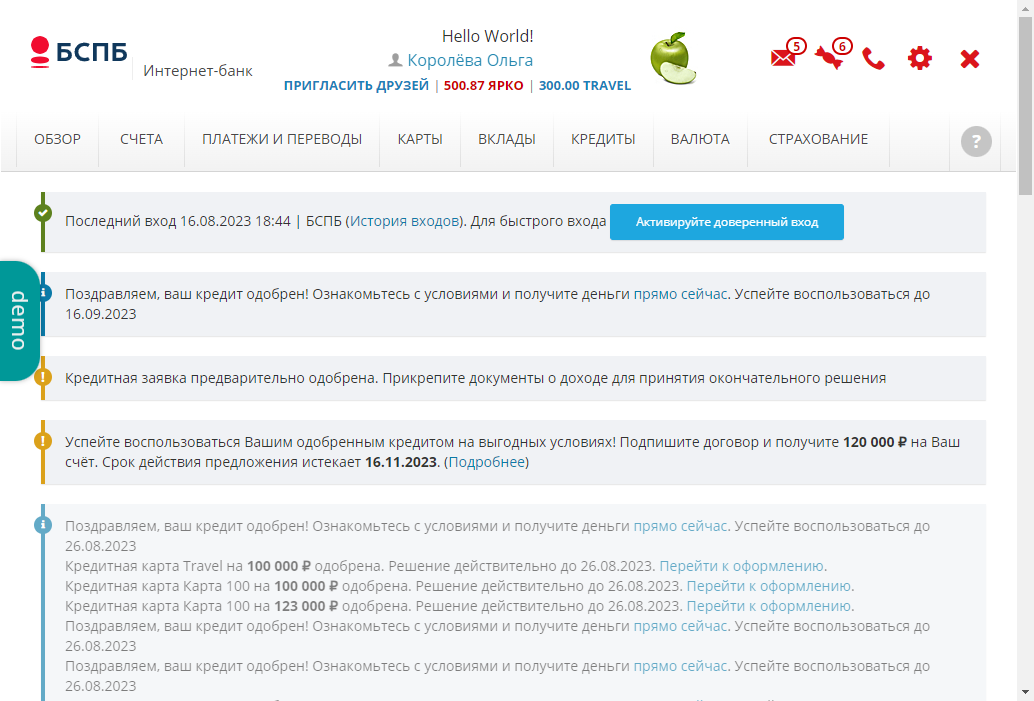 БСПБ
Интернет-банк
Hello World!
Королёва Ольга
ПРИГЛАСИТЬ ДРУЗЕЙ | 500.87 ЯРКО | 300.00 TRAVEL
5
6
ОБЗОР
СЧЕТА
ПЛАТЕЖИ И ПЕРЕВОДЫ
КАРТЫ
ВКЛАДЫ
КРЕДИТЫ
ВАЛЮТА
СТРАХОВАНИЕ
?
Последний вход 16.08.2023 18:44 | БСПБ (История входов). Для быстрого входа Активируйте доверенный вход
demo
Поздравляем, ваш кредит одобрен! Ознакомьтесь с условиями и получите деньги прямо сейчас. Успейте воспользоваться до
16.09.2023
Кредитная заявка предварительно одобрена. Прикрепите документы о доходе для принятия окончательного решения
Успейте воспользоваться Вашим одобренным кредитом на выгодных условиях! Подпишите договор и получите 120 000 ₽ на Ваш
счёт. Срок действия предложения истекает 16.11.2023. (Подробнее)
Поздравляем, ваш кредит одобрен! Ознакомьтесь с условиями и получите деньги прямо сейчас. Успейте воспользоваться до
26.08.2023
Кредитная карта Travel на 100 000 ₽ одобрена. Решение действительно до 26.08.2023. Перейти к оформлению.
Кредитная карта Карта 100 на 100 000 ₽ одобрена. Решение действительно до 26.08.2023. Перейти к оформлению.
Кредитная карта Карта 100 на 123 000 ₽ одобрена. Решение действительно до 26.08.2023. Перейти к оформлению.
Поздравляем, ваш кредит одобрен! Ознакомьтесь с условиями и получите деньги прямо сейчас. Успейте воспользоваться до
26.08.2023
Поздравляем, ваш кредит одобрен! Ознакомьтесь с условиями и получите деньги прямо сейчас. Успейте воспользоваться до
26.08.2023